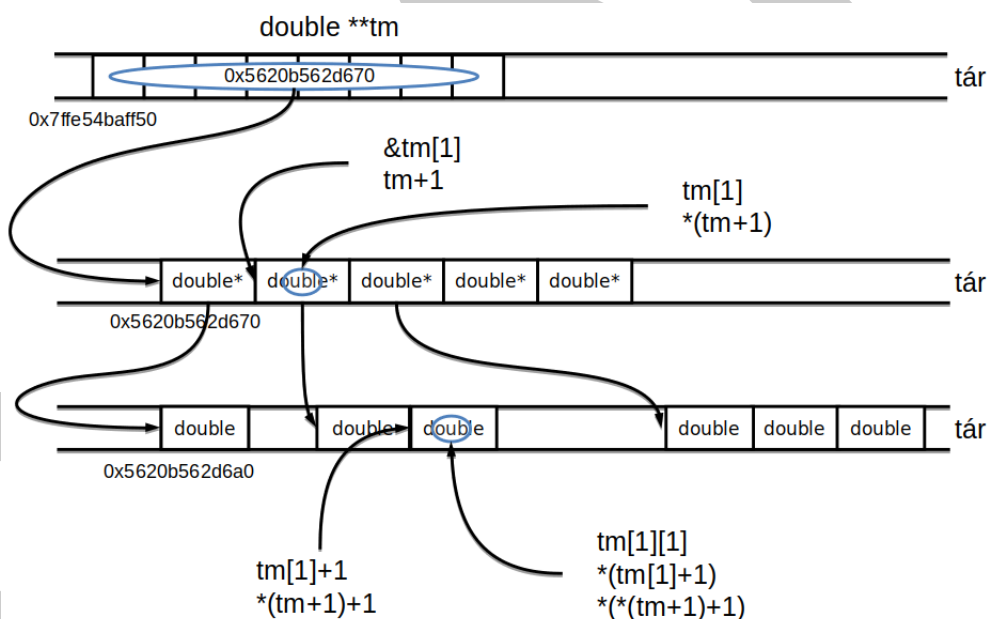 double **tm
0x5620b562d670
tár
0x7ffe54baff50
&tm[1]
tm+1
tm[1]
*(tm+1)
double* double* double* double* double*
tár
0x5620b562d670
double double double double double double
tár
0x5620b562d6a0
tm[1]+1
*(tm+1)+1
tm[1][1]
*(tm[1]+1)
*(*(tm+1)+1)